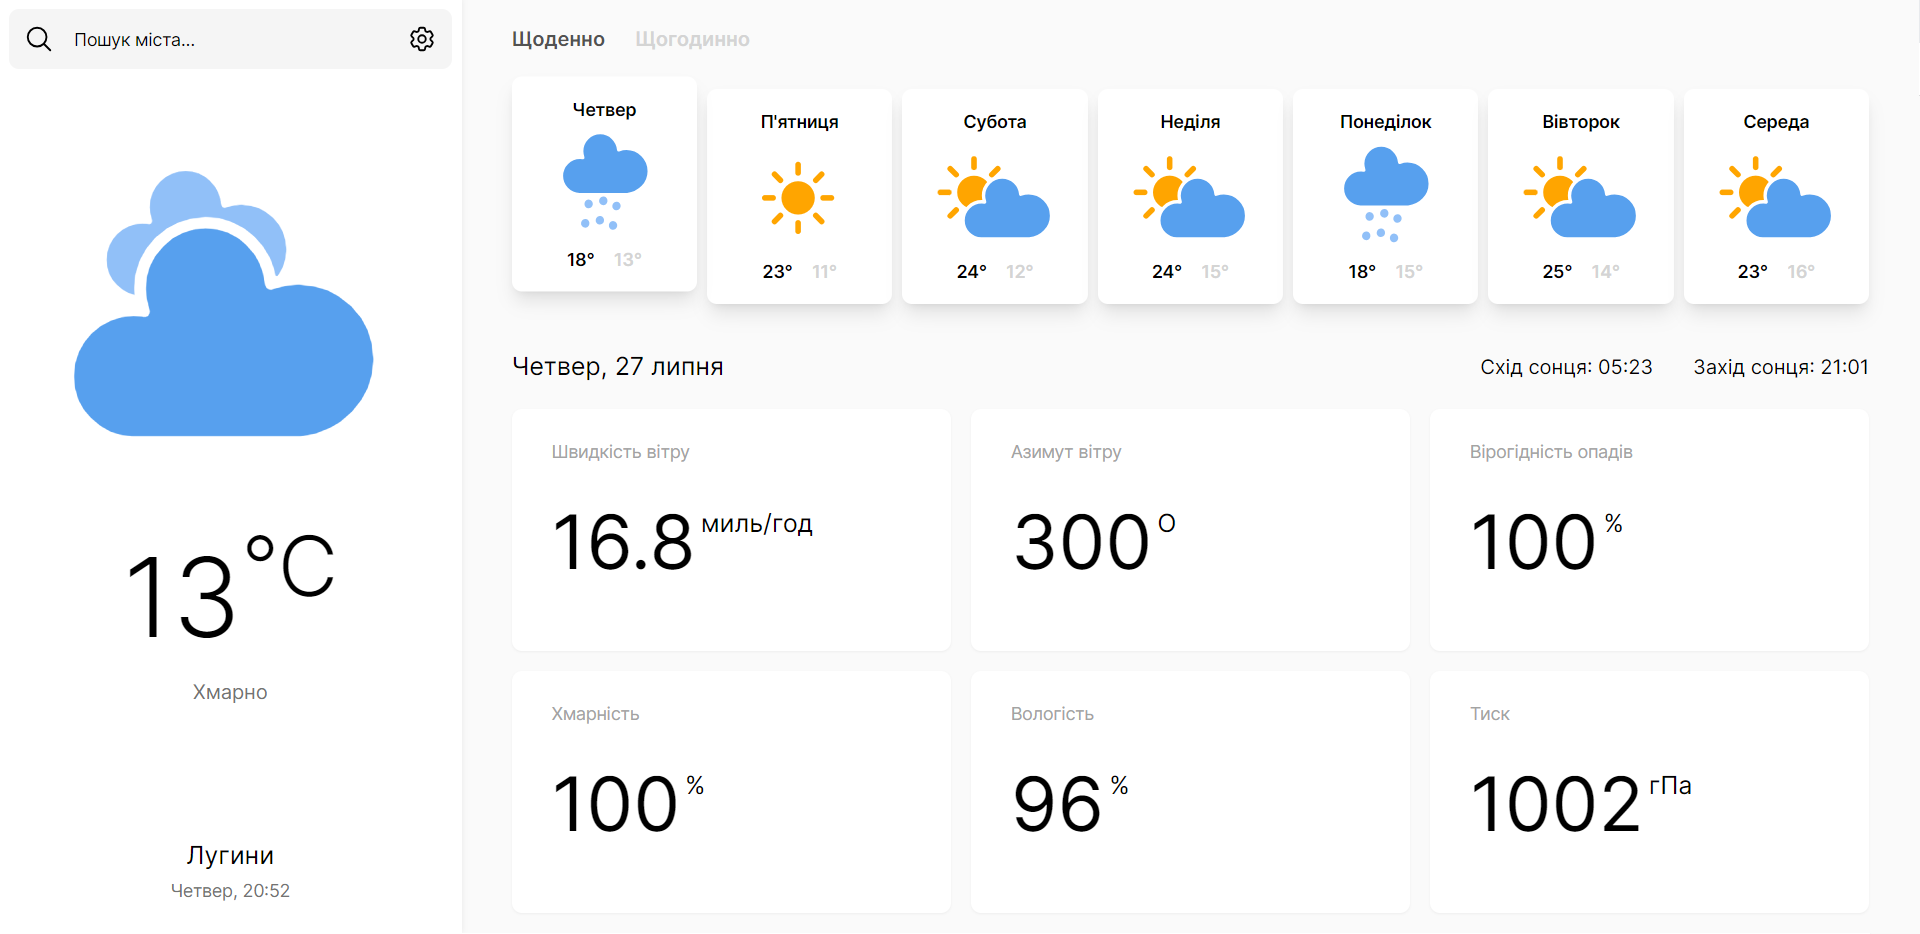 Пошук міста...
13°C
Хмарно
Лугини
Четвер, 20:52
Щоденно Щогодинно
Четвер
18° 13°
П'ятниця
23° 11°
Субота
24° 12°
Неділя
24° 15°
Понеділок
18° 15°
Вівторок
25° 14°
Середа
23° 16°
Четвер, 27 липня
Схід сонця: 05:23 Захід сонця: 21:01
Швидкість вітру
16.8 миль/год
Азимут вітру
300 O
Вірогідність опадів
100 %
Хмарність
100 %
Вологість
96 %
Тиск
1002 гПа